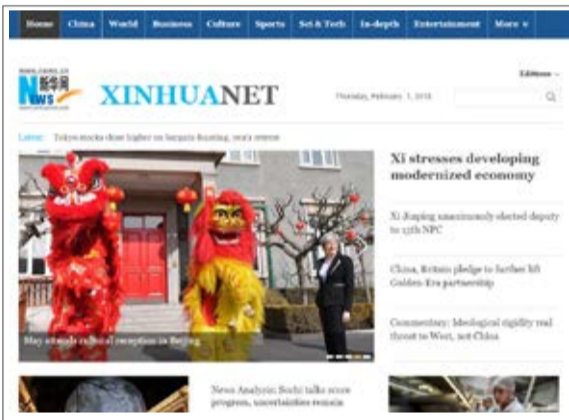 Home China World Business Culture Sports Sci & Tech In-depth Entertainment More
新华网
NEWS
XINHUANET
Thursday, February 1, 2018
Editions
Latest: Tokyo stocks close higher on bargain-hunting, yen's retreat
Xi stresses developing
modernized economy
Xi Jinping unanimously elected deputy
to 13th NPC
China, Britain pledge to further lift
Golden-Era partnership
Commentary: Ideological rigidity real
threat to West, not China
May attends cultural reception in Beijing
News Analysis: Sochi talks score
progress, uncertainties remain